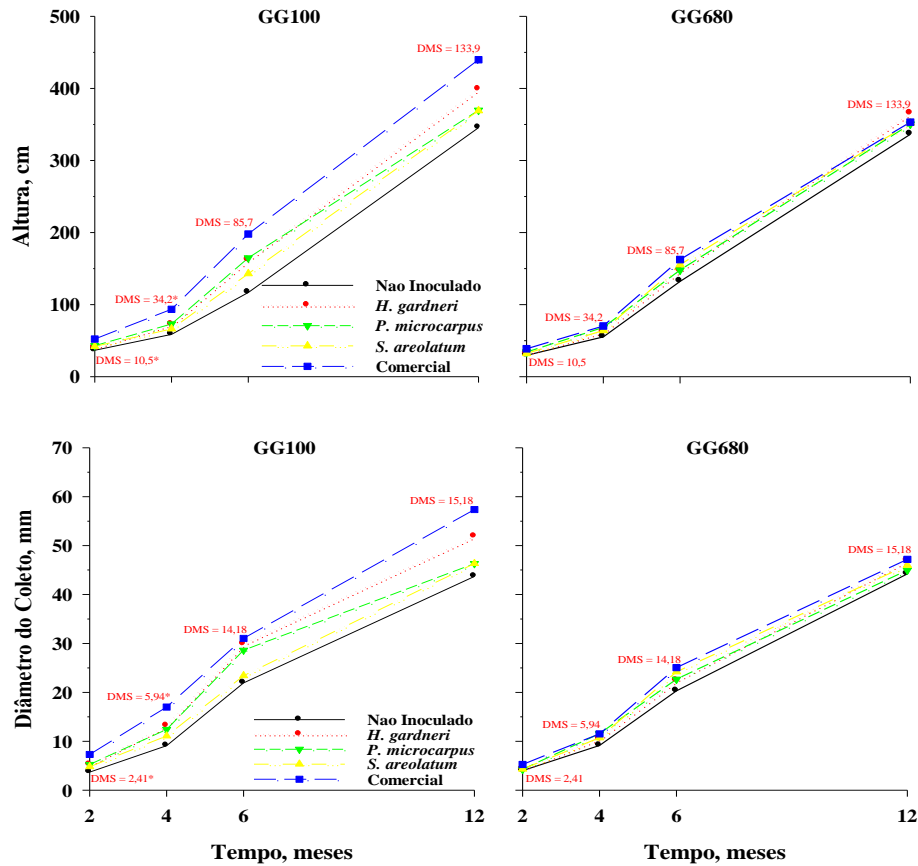 GG100
GG680
500
400
300
200
100
0
Altura, cm
DMS = 133,9
DMS = 85,7
DMS = 34,2*
DMS = 10,5*
Nao Inoculado
H. gardneri
P. microcarpus
S. areolatum
Comercial
DMS = 133,9
DMS = 85,7
DMS = 34,2
DMS = 10,5
GG100
GG680
70
60
50
40
30
20
10
0
Diâmetro do Coleto, mm
DMS = 15,18
DMS = 14,18
DMS = 5,94*
DMS = 2,41*
Nao Inoculado
H. gardneri
P. microcarpus
S. areolatum
Comercial
DMS = 15,18
DMS = 14,18
DMS = 5,94
DMS = 2,41
2 4 6 12
2 4 6 12
Tempo, meses
Tempo, meses